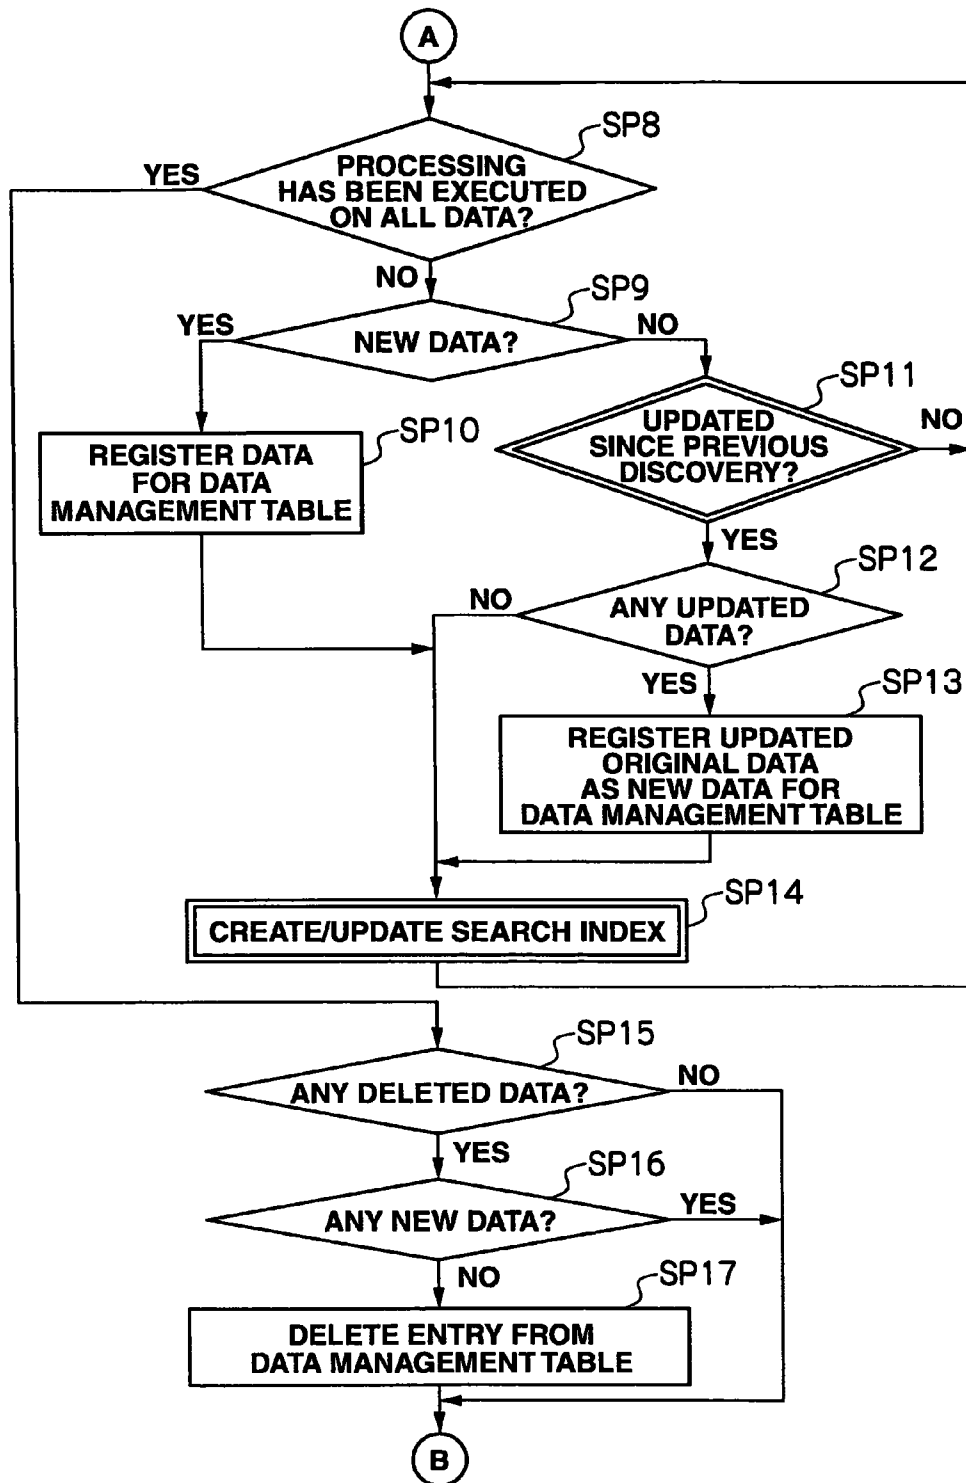 A
SP8
YES
PROCESSING
HAS BEEN EXECUTED
ON ALL DATA?
NO
SP9
YES
NEW DATA?
NO
SP11
UPDATED
SINCE PREVIOUS
DISCOVERY?
NO
SP10
REGISTER DATA
FOR DATA
MANAGEMENT TABLE
YES
SP12
NO
ANY UPDATED
DATA?
YES
SP13
REGISTER UPDATED
ORIGINAL DATA
AS NEW DATA FOR
DATA MANAGEMENT TABLE
SP14
CREATE/UPDATE SEARCH INDEX
SP15
ANY DELETED DATA?
NO
YES
SP16
ANY NEW DATA?
YES
NO
SP17
DELETE ENTRY FROM
DATA MANAGEMENT TABLE
B